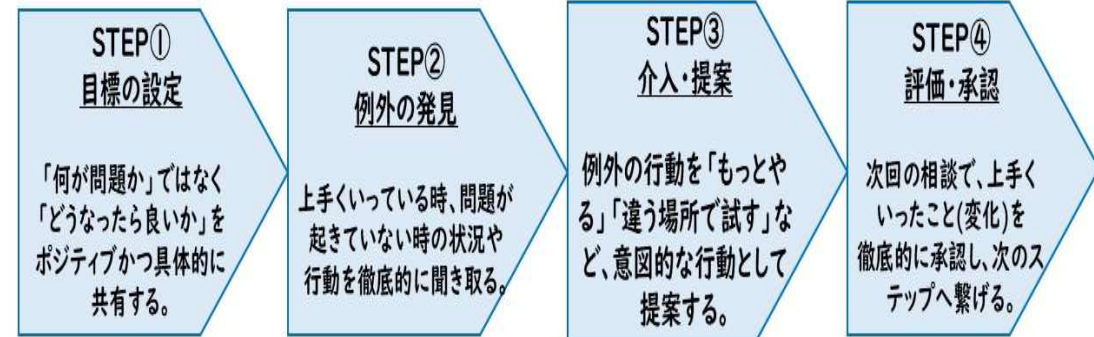 STEP①
目標の設定
「何が問題か」ではなく
「どうなったら良いか」を
ポジティブかつ具体的に
共有する。
STEP②
例外の発見
上手くいっている時、問題が
起きていない時の状況や
行動を徹底的に聞き取る。
STEP③
介入・提案
例外の行動を「もっとや
る」「違う場所で試す」な
ど、意図的な行動として
提案する。
STEP④
評価・承認
次回の相談で、上手く
いったこと(変化)を
徹底的に承認し、次のス
テップへ繋げる。